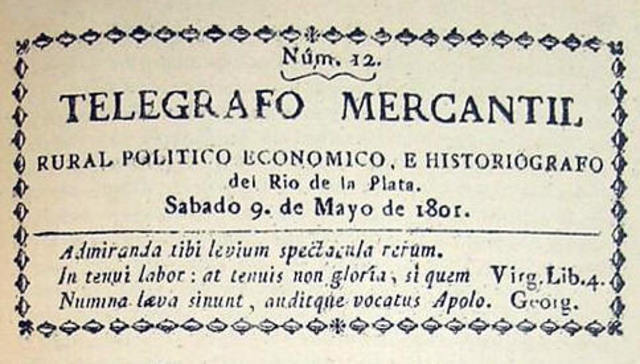 Núm. 12.
TELEGRAFO MERCANTIL
RURAL POLITICO ECONOMICO, E HISTORIOGRAFO
del Rio de la Plata.
Sabado 9. de Mayo de 1801.
Admiranda tibi levium spectacula rerum.
In tenui labor: at tenuis non gloria, si quem Virg. Lib. 4.
Numina læva sinunt, auditque vocatus Apolo. Georg.